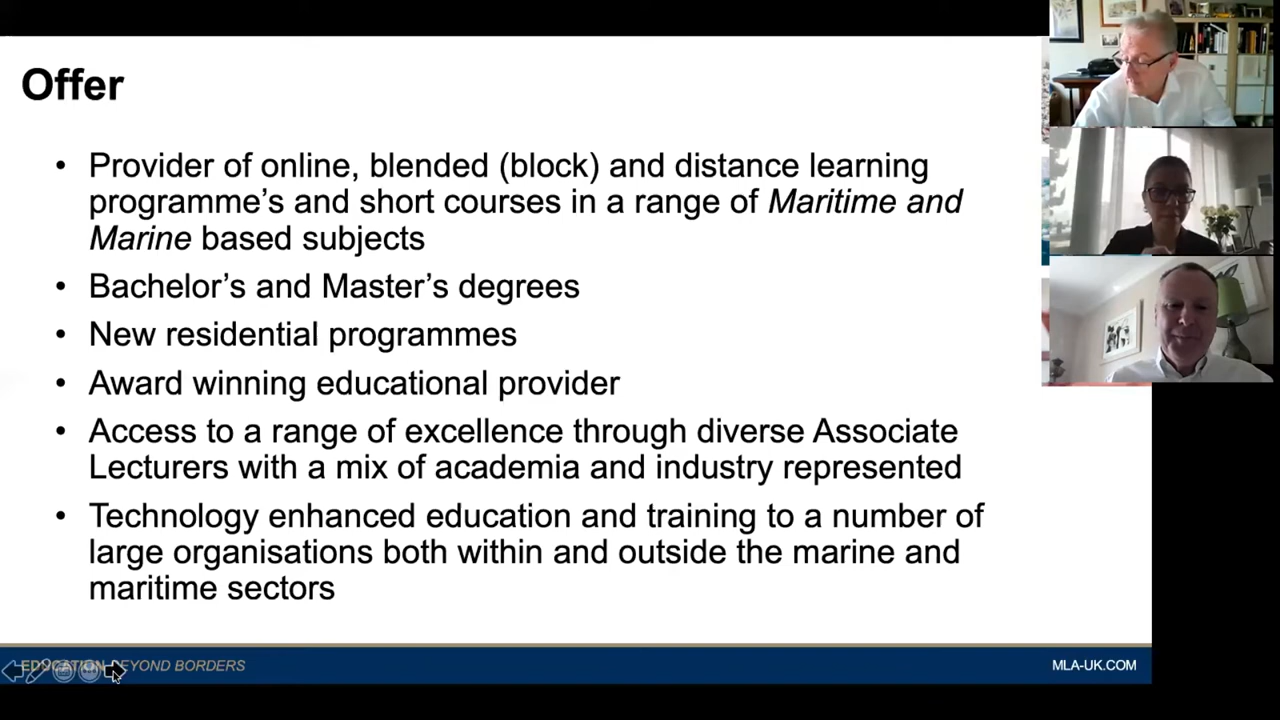 Offer
• Provider of online, blended (block) and distance learning
programme's and short courses in a range of Maritime and
Marine based subjects
• Bachelor's and Master's degrees
• New residential programmes
• Award winning educational provider
• Access to a range of excellence through diverse Associate
Lecturers with a mix of academia and industry represented
• Technology enhanced education and training to a number of
large organisations both within and outside the marine and
maritime sectors
EDUCATION BEYOND BORDERS
MLA-UK.COM